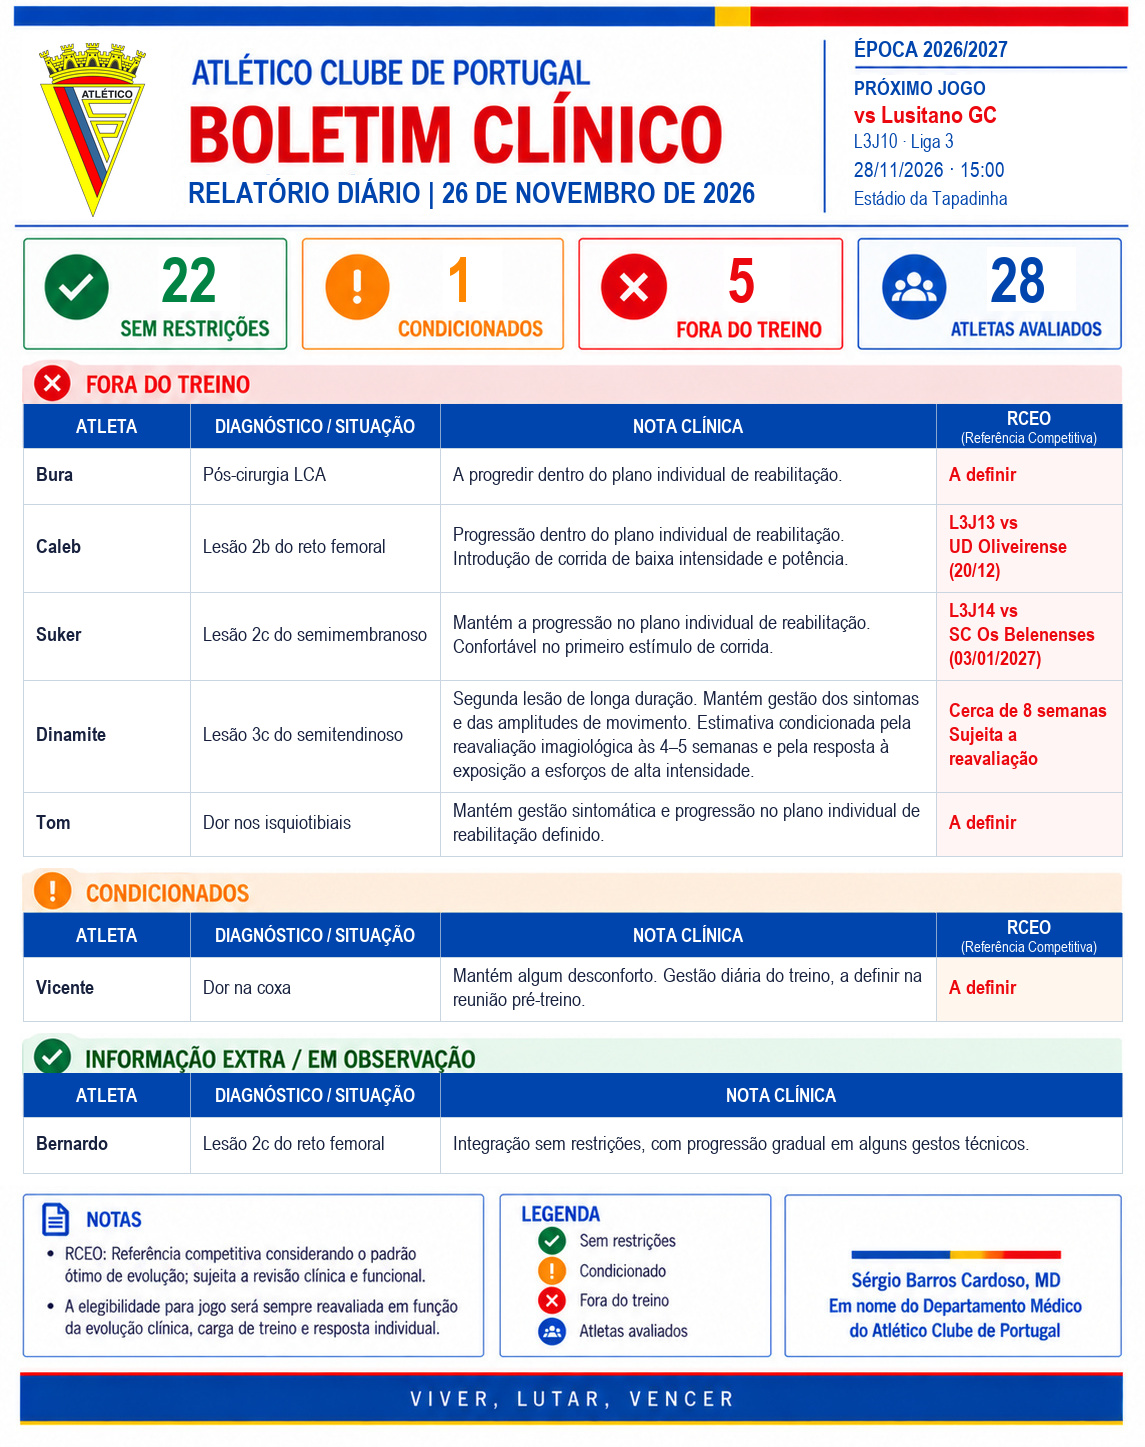 ATLÉTICO
ATLÉTICO CLUBE DE PORTUGAL
BOLETIM CLÍNICO
RELATÓRIO DIÁRIO | 26 DE NOVEMBRO DE 2026
ÉPOCA 2026/2027
PRÓXIMO JOGO
vs Lusitano GC
L3J10 · Liga 3
28/11/2026 · 15:00
Estádio da Tapadinha
22
SEM RESTRIÇÕES
1
CONDICIONADOS
5
FORA DO TREINO
28
ATLETAS AVALIADOS
FORA DO TREINO
ATLETA
DIAGNÓSTICO / SITUAÇÃO
NOTA CLÍNICA
RCEO
(Referência Competitiva)
Bura
Pós-cirurgia LCA
A progredir dentro do plano individual de reabilitação.
A definir
Caleb
Lesão 2b do reto femoral
Progressão dentro do plano individual de reabilitação.
Introdução de corrida de baixa intensidade e potência.
L3J13 vs
UD Oliveirense
(20/12)
Suker
Lesão 2c do semimembranoso
Mantém a progressão no plano individual de reabilitação.
Confortável no primeiro estímulo de corrida.
L3J14 vs
SC Os Belenenses
(03/01/2027)
Dinamite
Lesão 3c do semitendinoso
Segunda lesão de longa duração. Mantém gestão dos sintomas
e das amplitudes de movimento. Estimativa condicionada pela
reavaliação imagiológica às 4–5 semanas e pela resposta à
exposição a esforços de alta intensidade.
Cerca de 8 semanas
Sujeita a
reavaliação
Tom
Dor nos isquiotibiais
Mantém gestão sintomática e progressão no plano individual de
reabilitação definido.
A definir
CONDICIONADOS
ATLETA
DIAGNÓSTICO / SITUAÇÃO
NOTA CLÍNICA
RCEO
(Referência Competitiva)
Vicente
Dor na coxa
Mantém algum desconforto. Gestão diária do treino, a definir na
reunião pré-treino.
A definir
INFORMAÇÃO EXTRA / EM OBSERVAÇÃO
ATLETA
DIAGNÓSTICO / SITUAÇÃO
NOTA CLÍNICA
Bernardo
Lesão 2c do reto femoral
Integração sem restrições, com progressão gradual em alguns gestos técnicos.
NOTAS
• RCEO: Referência competitiva considerando o padrão
ótimo de evolução; sujeita a revisão clínica e funcional.
• A elegibilidade para jogo será sempre reavaliada em função
da evolução clínica, carga de treino e resposta individual.
LEGENDA
Sem restrições
Condicionado
Fora do treino
Atletas avaliados
Sérgio Barros Cardoso, MD
Em nome do Departamento Médico
do Atlético Clube de Portugal
VIVER, LUTAR, VENCER